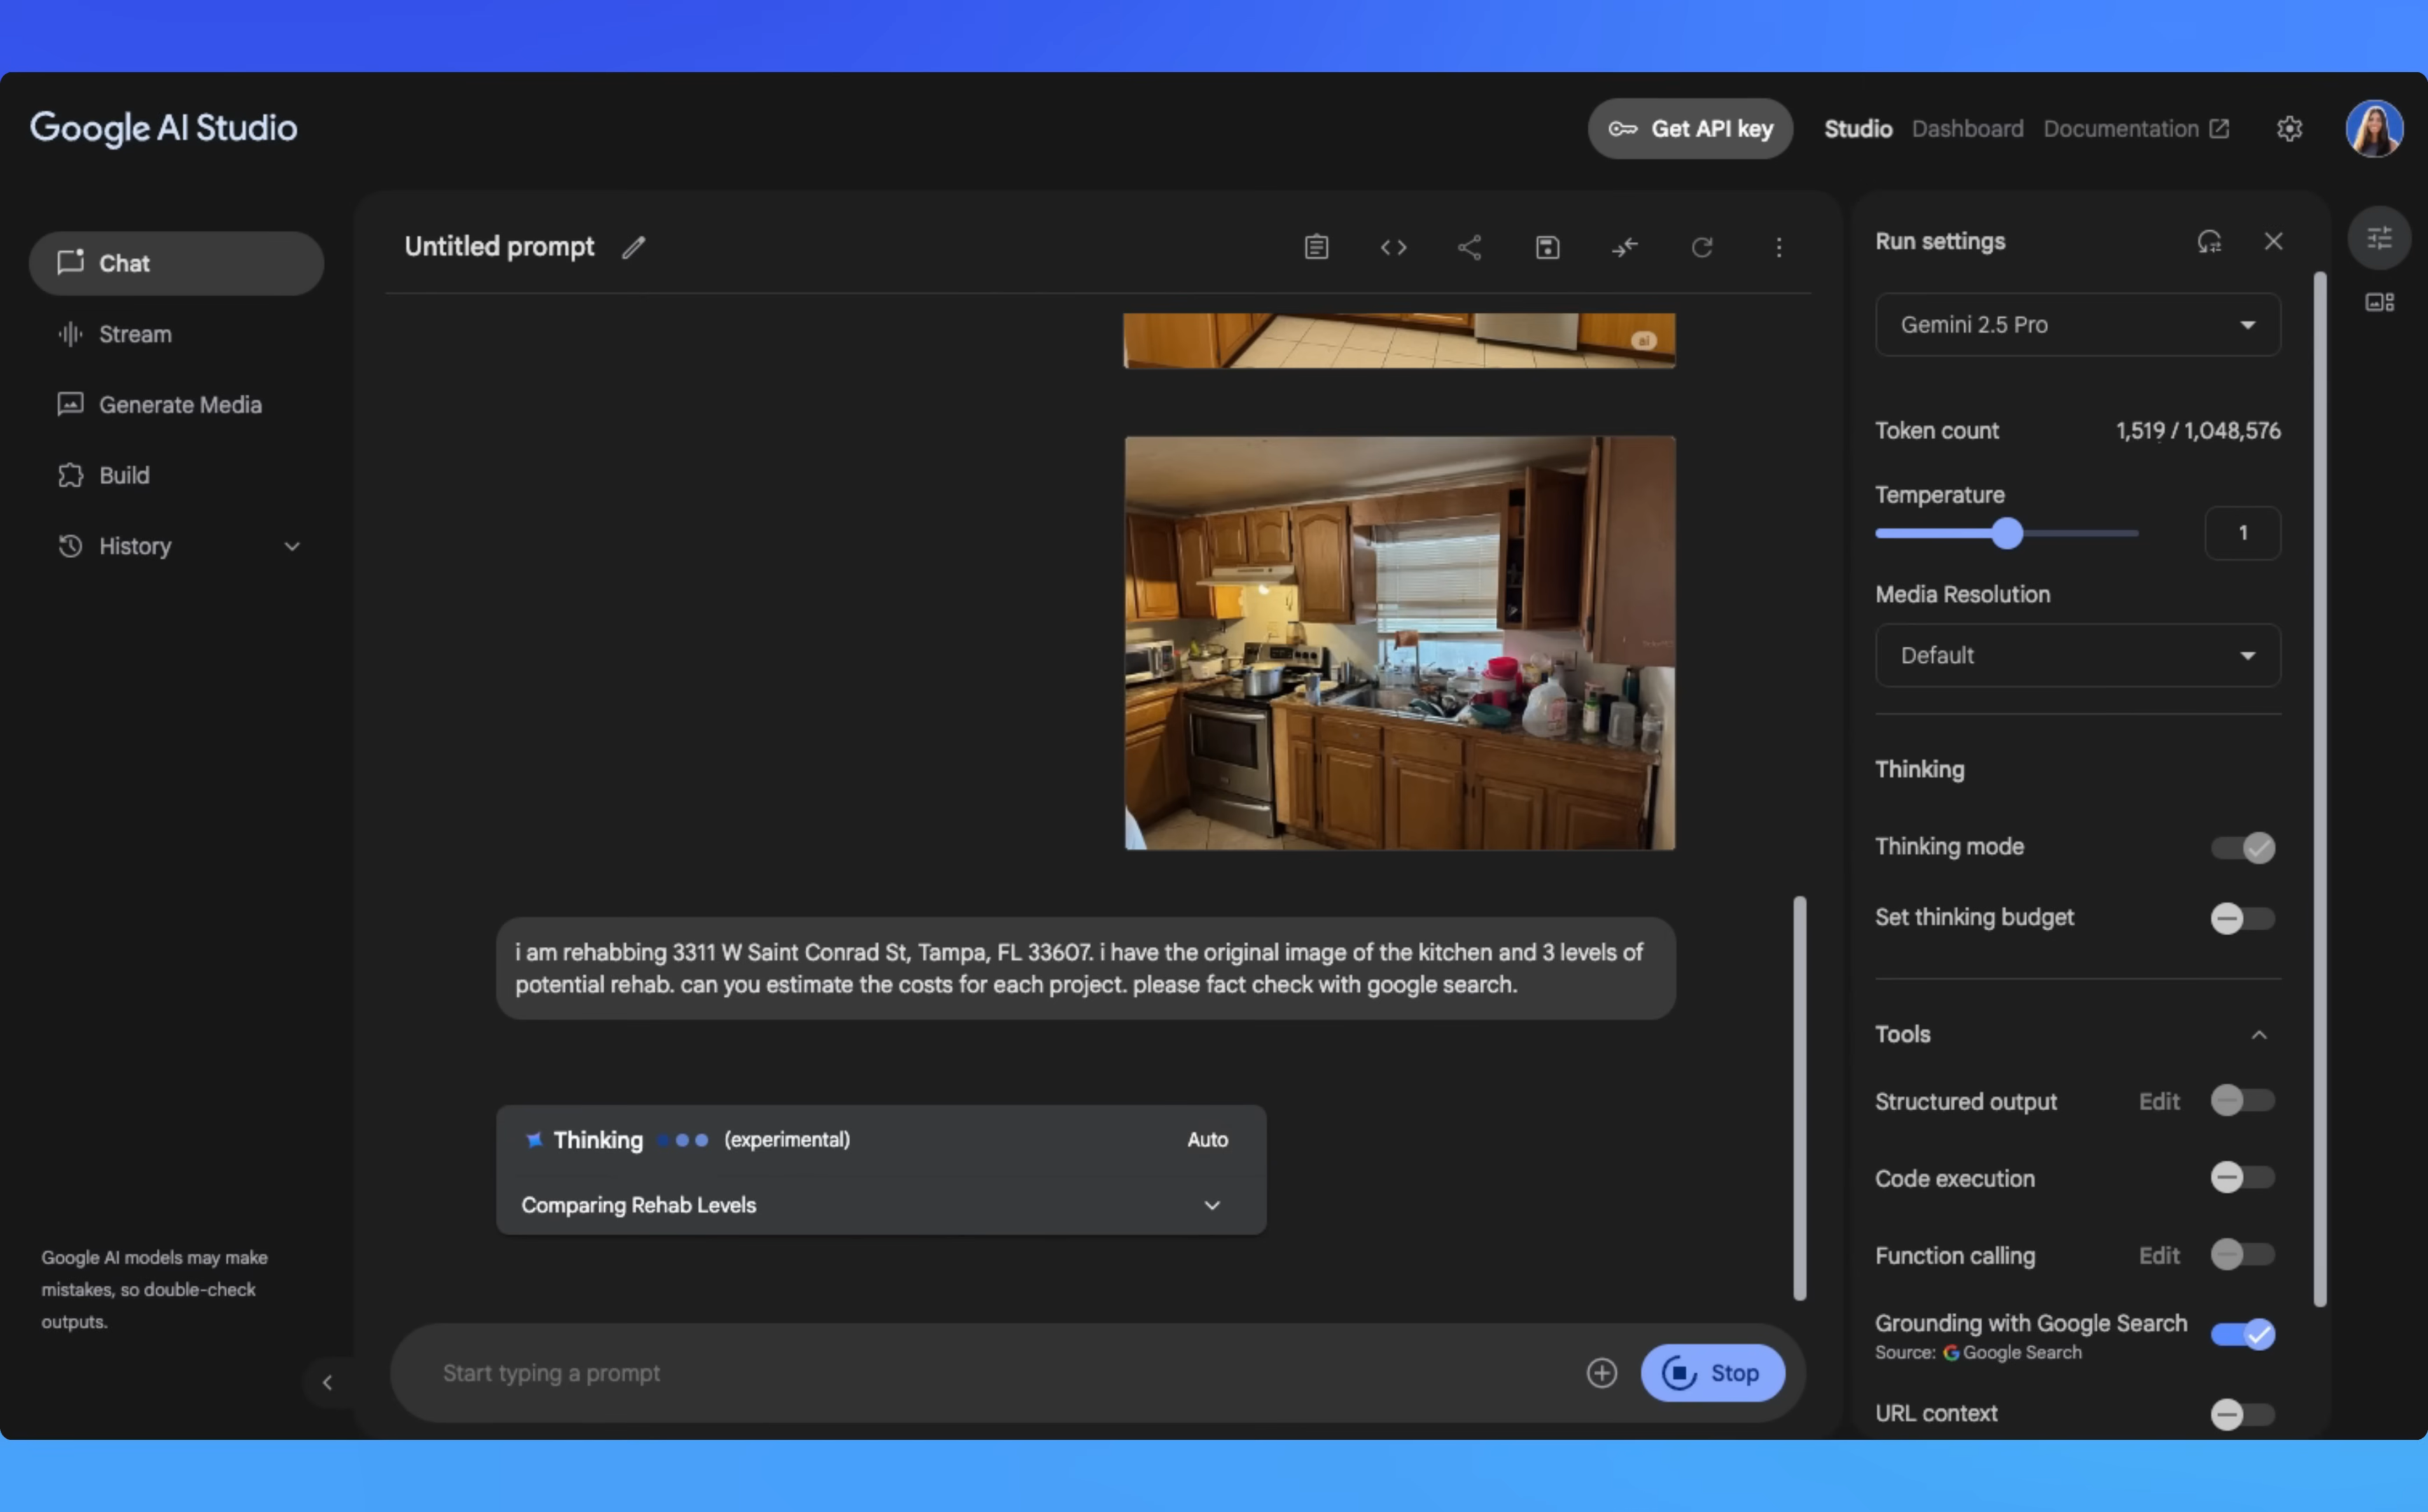 Google AI Studio
Get API key
Studio
Dashboard
Documentation
Chat
Stream
Generate Media
Build
History
Google AI models may make
mistakes, so double-check
outputs.
Untitled prompt
ai
i am rehabbing 3311 W Saint Conrad St, Tampa, FL 33607. i have the original image of the kitchen and 3 levels of
potential rehab. can you estimate the costs for each project. please fact check with google search.
Thinking (experimental) Auto
Comparing Rehab Levels
Start typing a prompt
Stop
Run settings
Gemini 2.5 Pro
Token count 1,519 / 1,048,576
Temperature
1
Media Resolution
Default
Thinking
Thinking mode
Set thinking budget
Tools
Structured output Edit
Code execution
Function calling Edit
Grounding with Google Search
Source: Google Search
URL context